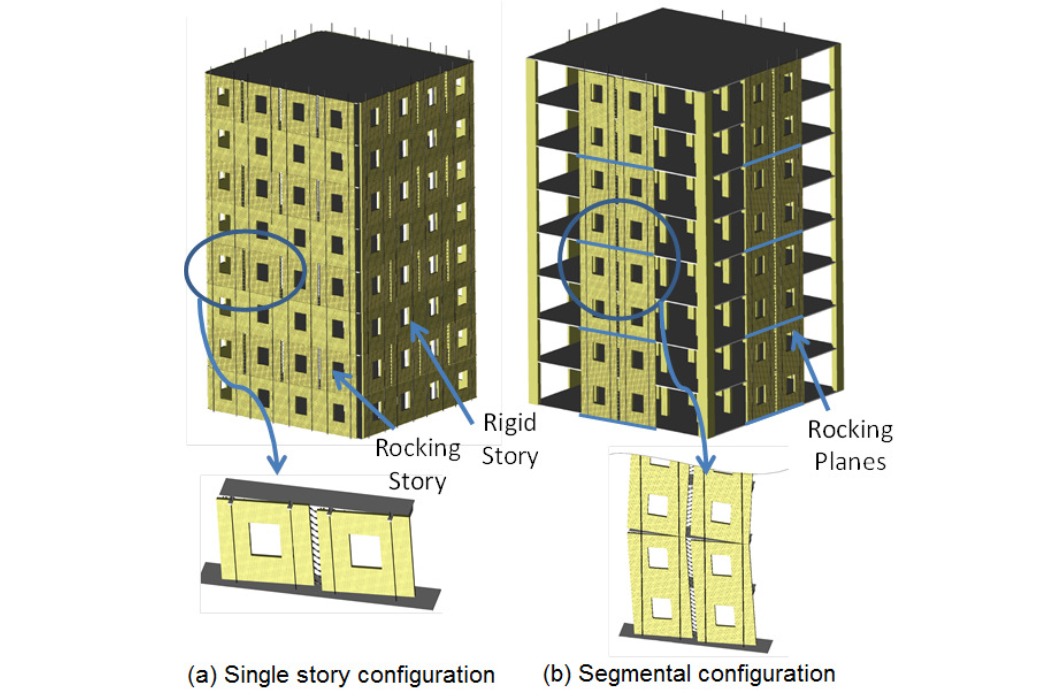 Rocking
Story
Rigid
Story
Rocking
Planes
(a) Single story configuration
(b) Segmental configuration